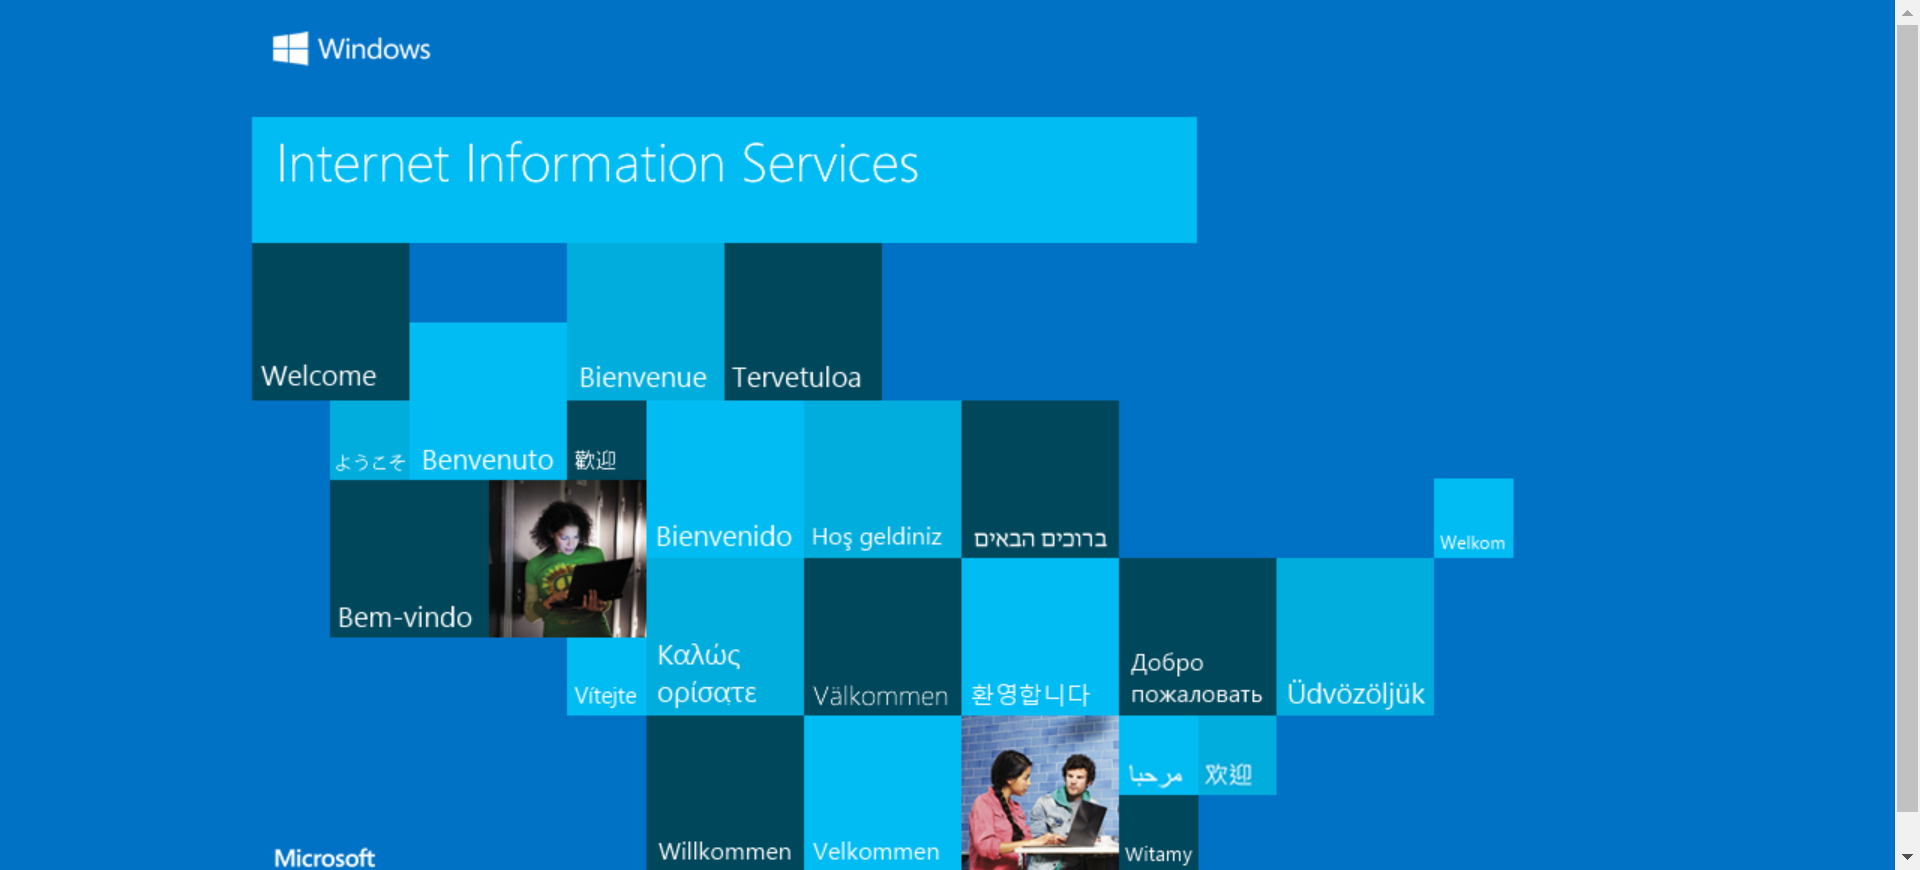 Windows
Internet Information Services
Welcome
Bienvenue
Tervetuloa
ようこそ
Benvenuto
歡迎
Bienvenido
Hoş geldiniz
ברוכים הבאים
Welkom
Bem-vindo
Vítejte
Καλώς
ορίσατε
Välkommen
환영합니다
Добро
пожаловать
Üdvözöljük
مرحبا
欢迎
Willkommen
Velkommen
Witamy
Microsoft